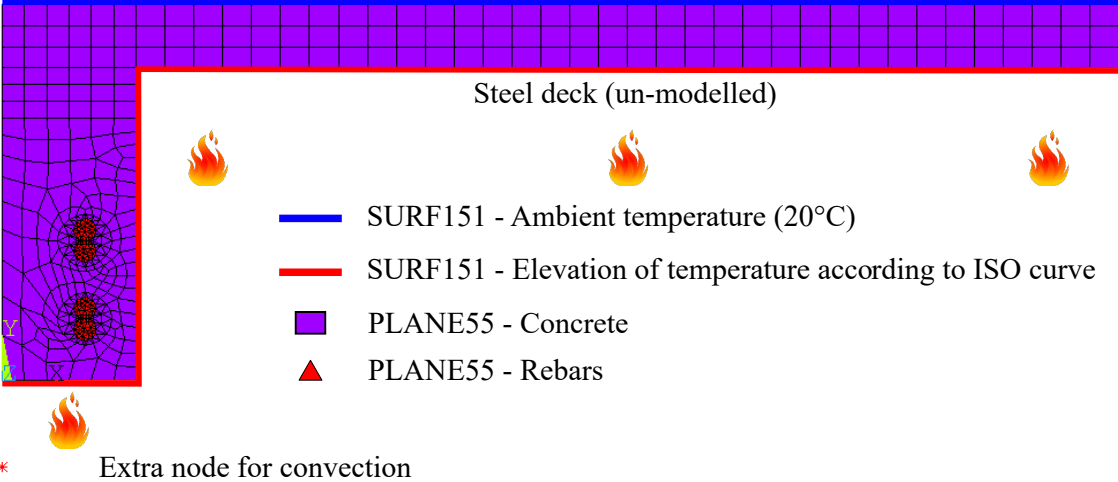 Steel deck (un-modelled)
SURF151 - Ambient temperature (20°C)
SURF151 - Elevation of temperature according to ISO curve
PLANE55 - Concrete
PLANE55 - Rebars
Y
Z X
Extra node for convection